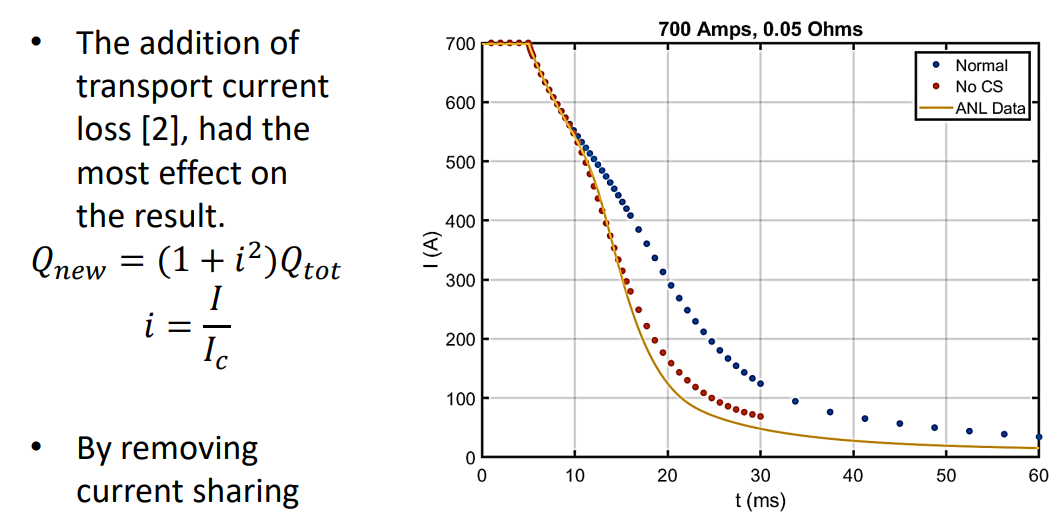 • The addition of
transport current
loss [2], had the
most effect on
the result.
Q_new = (1 + i²)Q_tot
i = I/I_c
• By removing
current sharing
700 Amps, 0.05 Ohms
Normal
No CS
ANL Data
I (A)
700
600
500
400
300
200
100
0
0 10 20 30 40 50 60
t (ms)